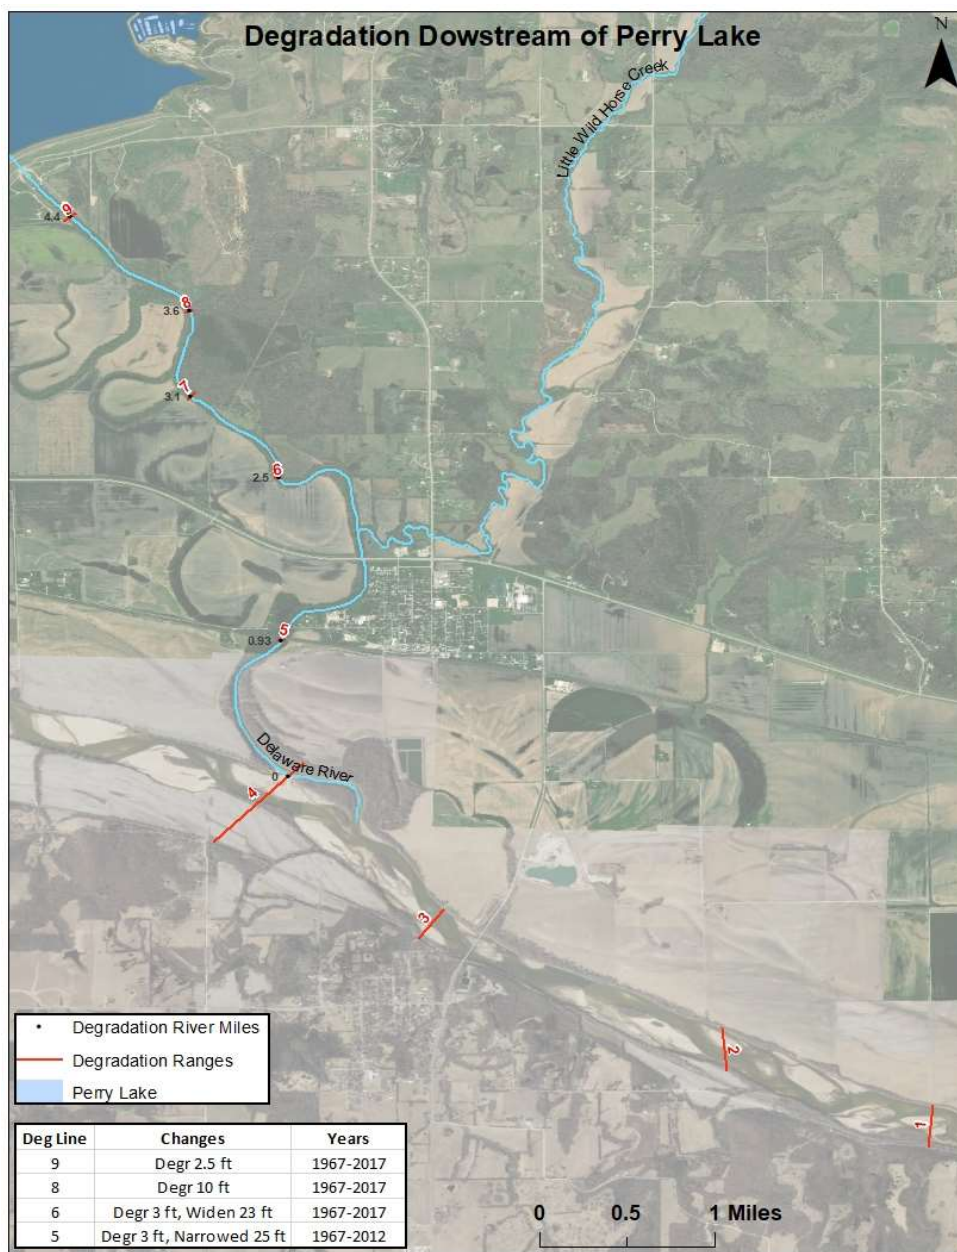 Degradation Dowstream of Perry Lake
N
Little Wild Horse Creek
9
4.4
8
3.6
7
3.1
6
2.5
5
0.93
Delaware River
0
4
3
2
1
Degradation River Miles
Degradation Ranges
Perry Lake
Deg Line Changes Years
9 Degr 2.5 ft 1967-2017
8 Degr 10 ft 1967-2017
6 Degr 3 ft, Widen 23 ft 1967-2017
5 Degr 3 ft, Narrowed 25 ft 1967-2012
0 0.5 1 Miles